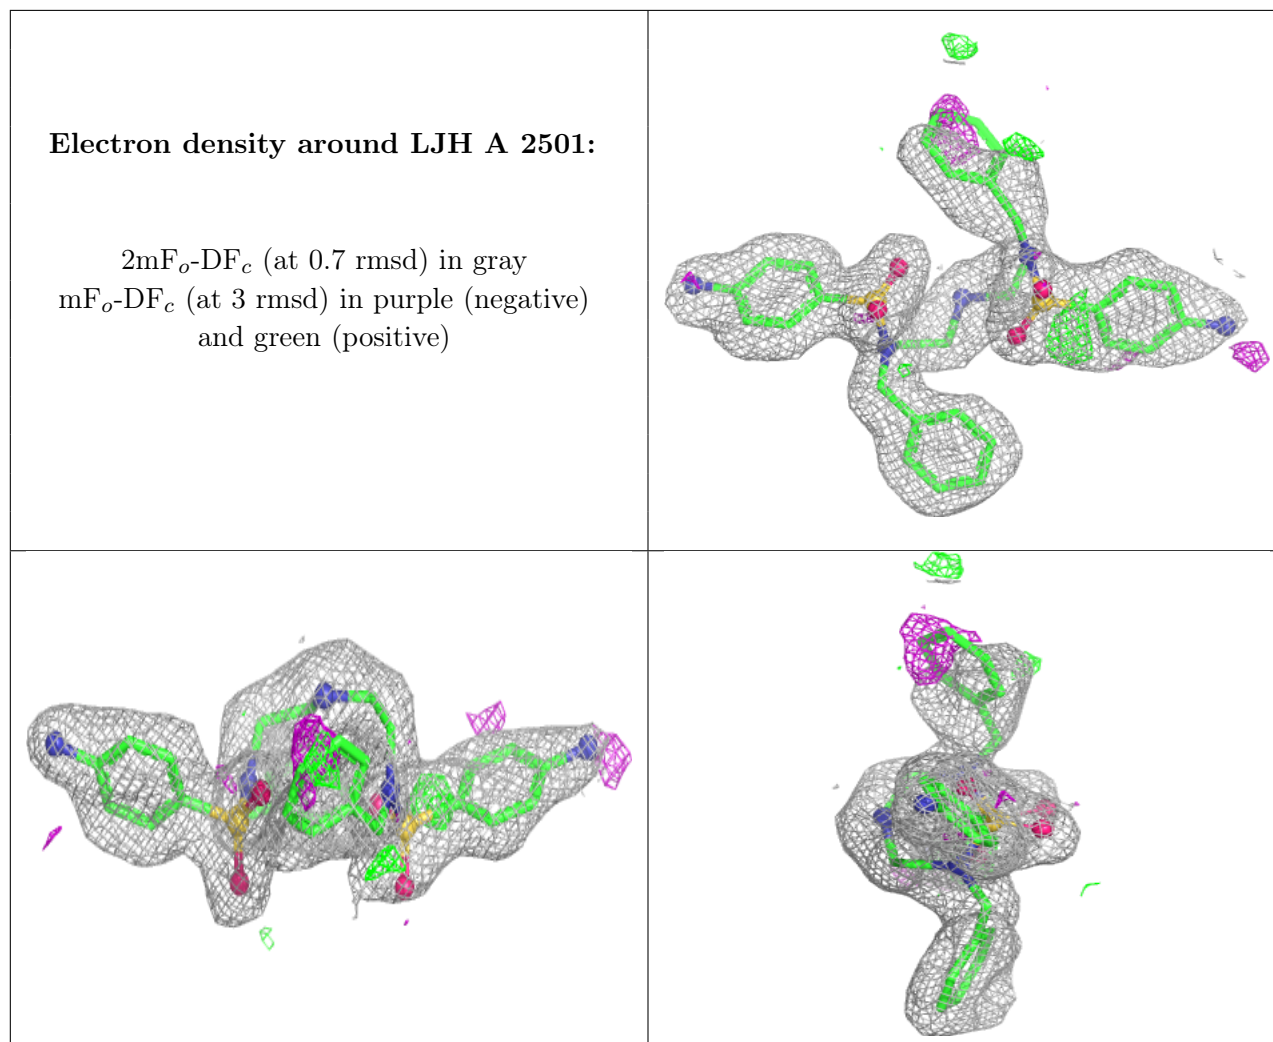 Electron density around LJH A 2501:
2mFo-DFc (at 0.7 rmsd) in gray
mFo-DFc (at 3 rmsd) in purple (negative)
and green (positive)